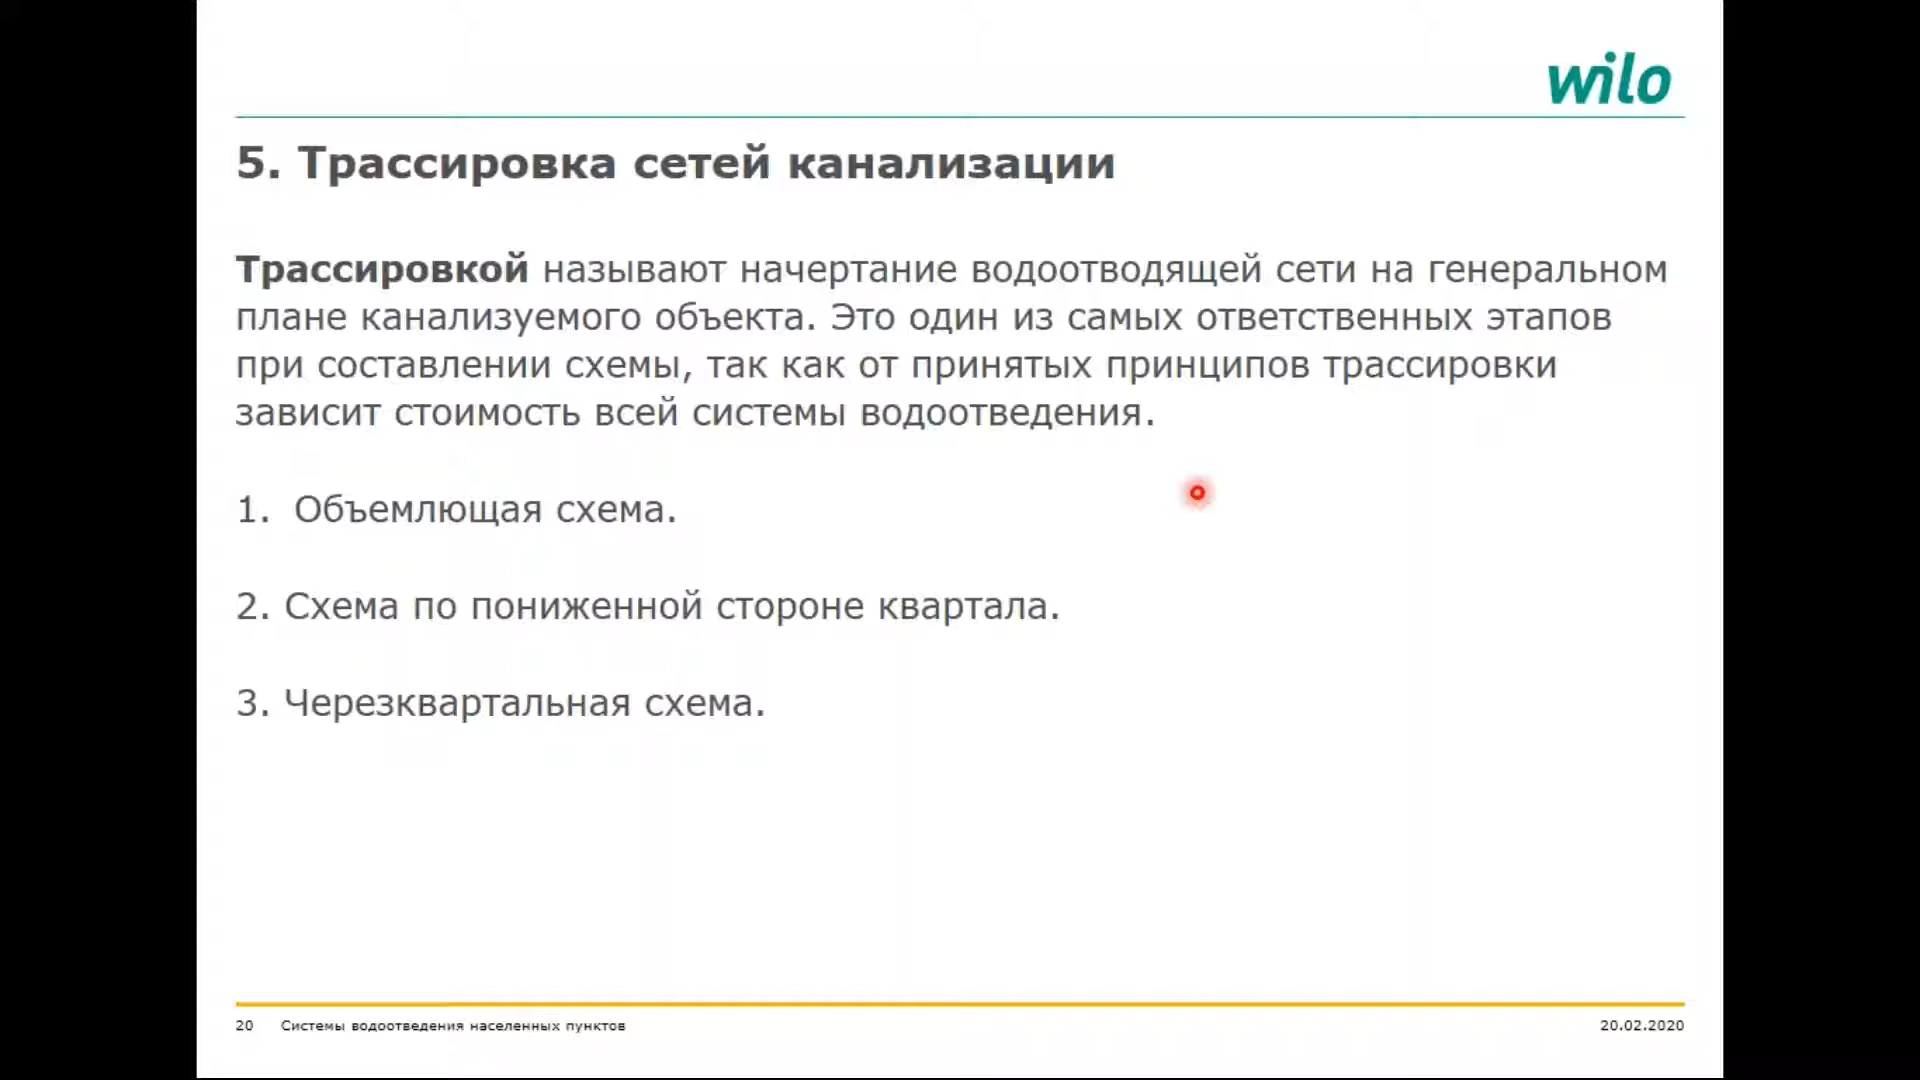 wilo
5. Трассировка сетей канализации
Трассировкой называют начертание водоотводящей сети на генеральном
плане канализуемого объекта. Это один из самых ответственных этапов
при составлении схемы, так как от принятых принципов трассировки
зависит стоимость всей системы водоотведения.
1. Объемлющая схема.
2. Схема по пониженной стороне квартала.
3. Черезквартальная схема.
20 Системы водоотведения населенных пунктов 20.02.2020